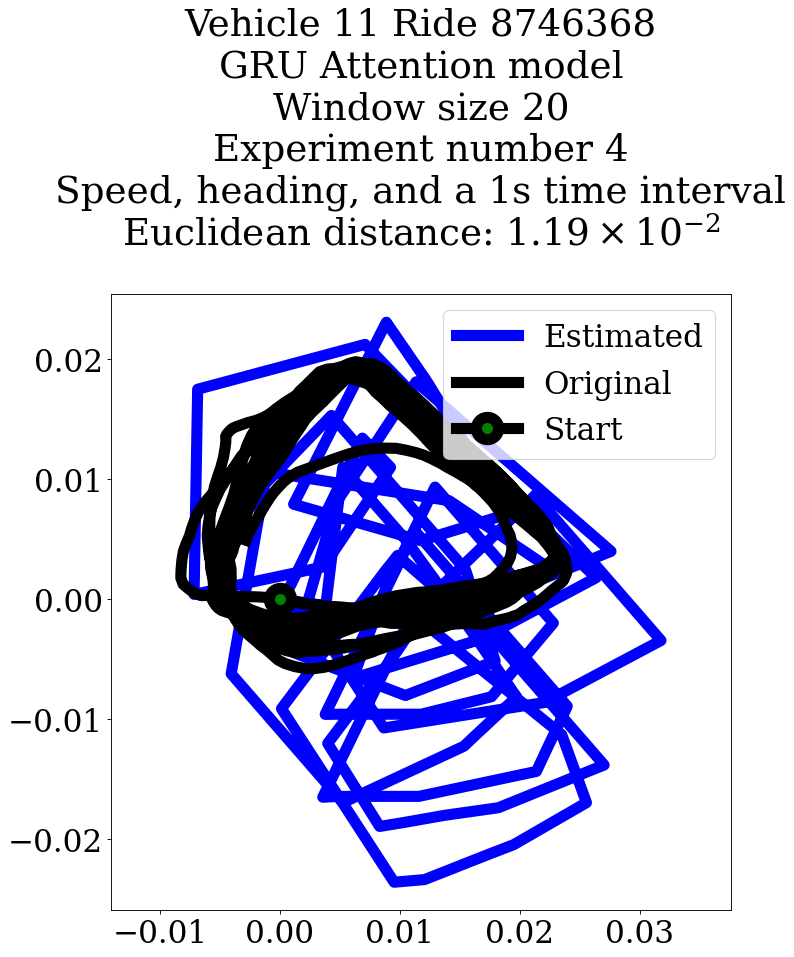 Vehicle 11 Ride 8746368
GRU Attention model
Window size 20
Experiment number 4
Speed, heading, and a 1s time interval
Euclidean distance: 1.19 × 10⁻²
Estimated
Original
Start
0.02
0.01
0.00
−0.01
−0.02
−0.01 0.00 0.01 0.02 0.03